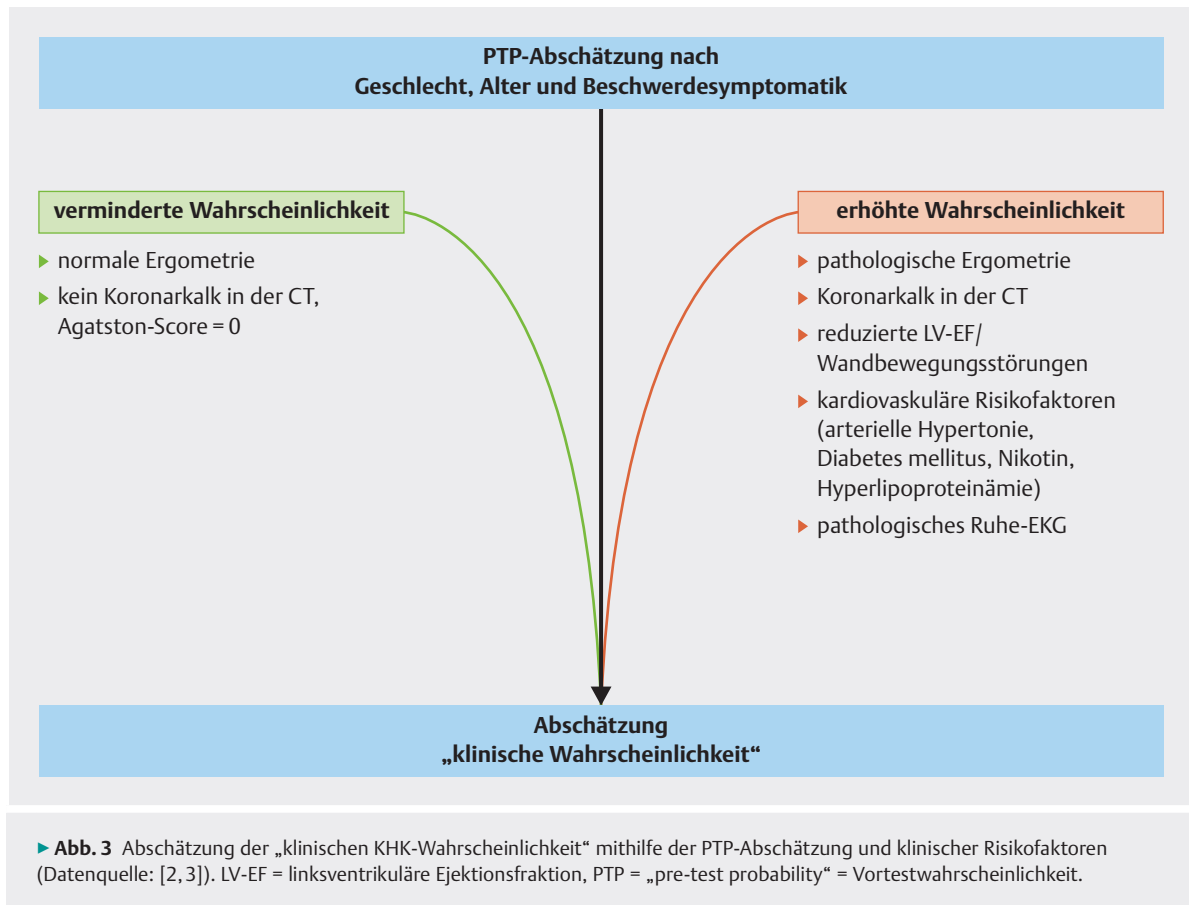 PTP-Abschätzung nach
Geschlecht, Alter und Beschwerdesymptomatik
verminderte Wahrscheinlichkeit
▶ normale Ergometrie
▶ kein Koronarkalk in der CT,
Agatston-Score = 0
erhöhte Wahrscheinlichkeit
▶ pathologische Ergometrie
▶ Koronarkalk in der CT
▶ reduzierte LV-EF/
Wandbewegungsstörungen
▶ kardiovaskuläre Risikofaktoren
(arterielle Hypertonie,
Diabetes mellitus, Nikotin,
Hyperlipoproteinämie)
▶ pathologisches Ruhe-EKG
Abschätzung
„klinische Wahrscheinlichkeit“
▶ Abb. 3 Abschätzung der „klinischen KHK-Wahrscheinlichkeit“ mithilfe der PTP-Abschätzung und klinischer Risikofaktoren
(Datenquelle: [2, 3]). LV-EF = linksventrikuläre Ejektionsfraktion, PTP = „pre-test probability“ = Vortestwahrscheinlichkeit.